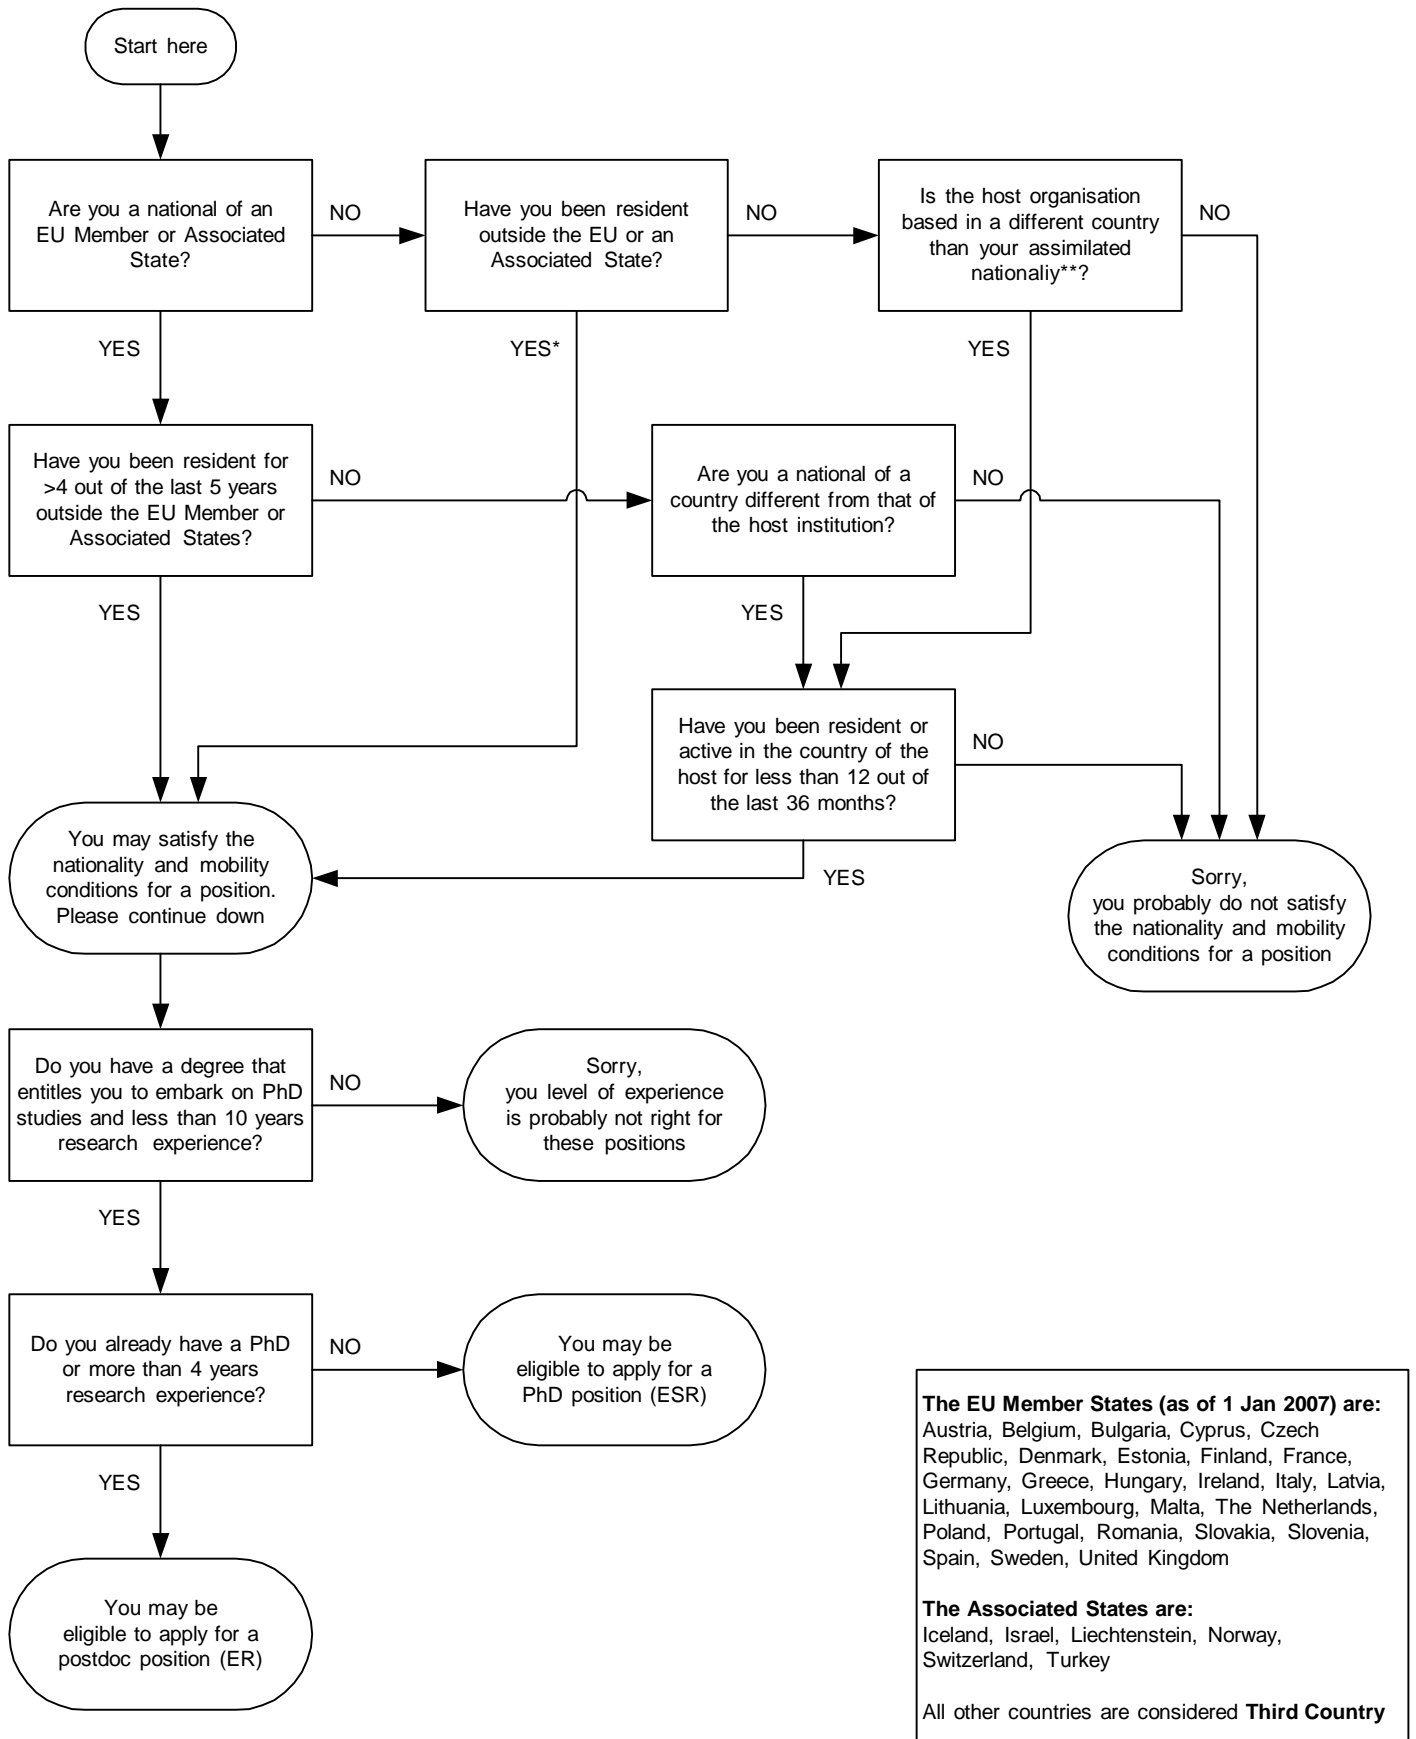 Start here
Are you a national of an
EU Member or Associated
State?
NO
Have you been resident
outside the EU or an
Associated State?
NO
Is the host organisation
based in a different country
than your assimilated
nationaliy**?
NO
YES
YES*
YES
Have you been resident for
>4 out of the last 5 years
outside the EU Member or
Associated States?
NO
Are you a national of a
country different from that of
the host institution?
NO
YES
YES
Have you been resident or
active in the country of the
host for less than 12 out of
the last 36 months?
NO
YES
You may satisfy the
nationality and mobility
conditions for a position.
Please continue down
Sorry,
you probably do not satisfy
the nationality and mobility
conditions for a position
Do you have a degree that
entitles you to embark on PhD
studies and less than 10 years
research experience?
NO
Sorry,
you level of experience
is probably not right for
these positions
YES
Do you already have a PhD
or more than 4 years
research experience?
NO
You may be
eligible to apply for a
PhD position (ESR)
YES
You may be
eligible to apply for a
postdoc position (ER)
The EU Member States (as of 1 Jan 2007) are:
Austria, Belgium, Bulgaria, Cyprus, Czech
Republic, Denmark, Estonia, Finland, France,
Germany, Greece, Hungary, Ireland, Italy, Latvia,
Lithuania, Luxembourg, Malta, The Netherlands,
Poland, Portugal, Romania, Slovakia, Slovenia,
Spain, Sweden, United Kingdom
The Associated States are:
Iceland, Israel, Liechtenstein, Norway,
Switzerland, Turkey
All other countries are considered Third Country